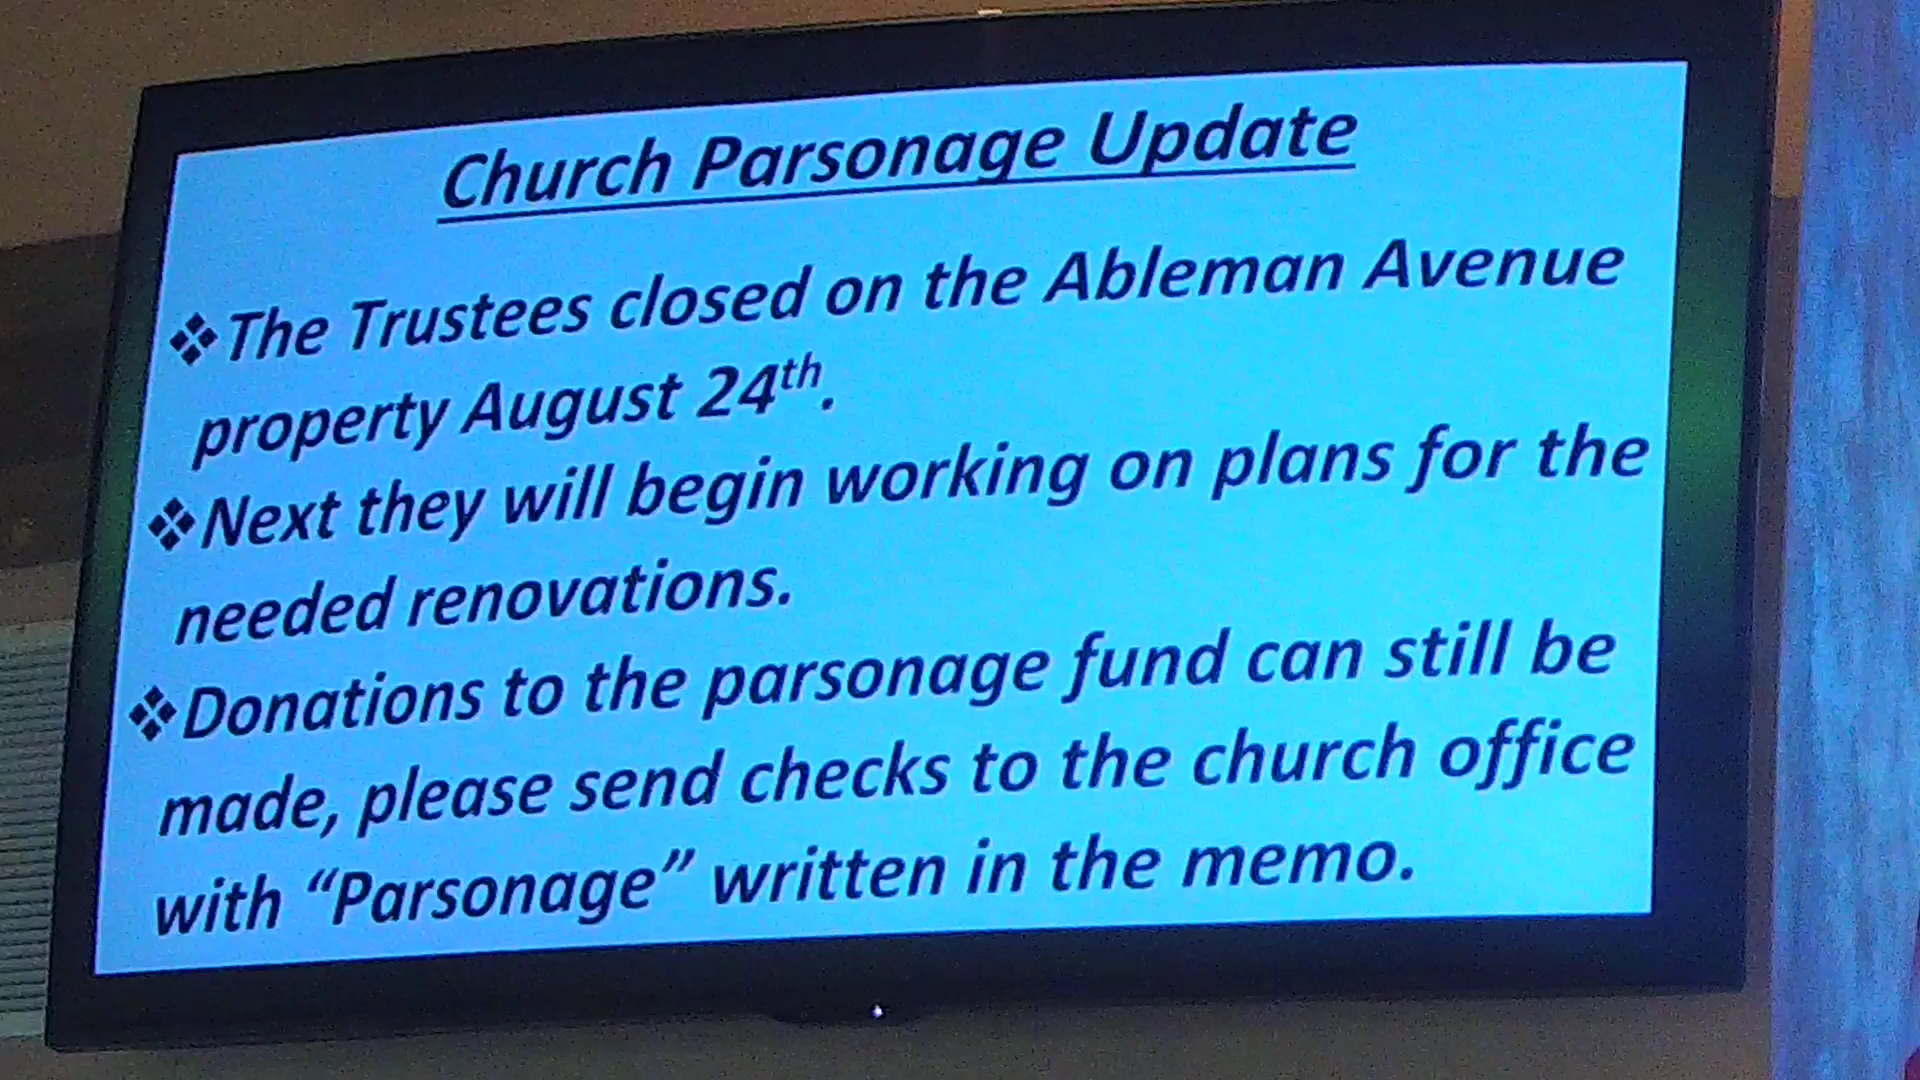 Church Parsonage Update
❖The Trustees closed on the Ableman Avenue
property August 24th.
❖Next they will begin working on plans for the
needed renovations.
❖Donations to the parsonage fund can still be
made, please send checks to the church office
with “Parsonage” written in the memo.